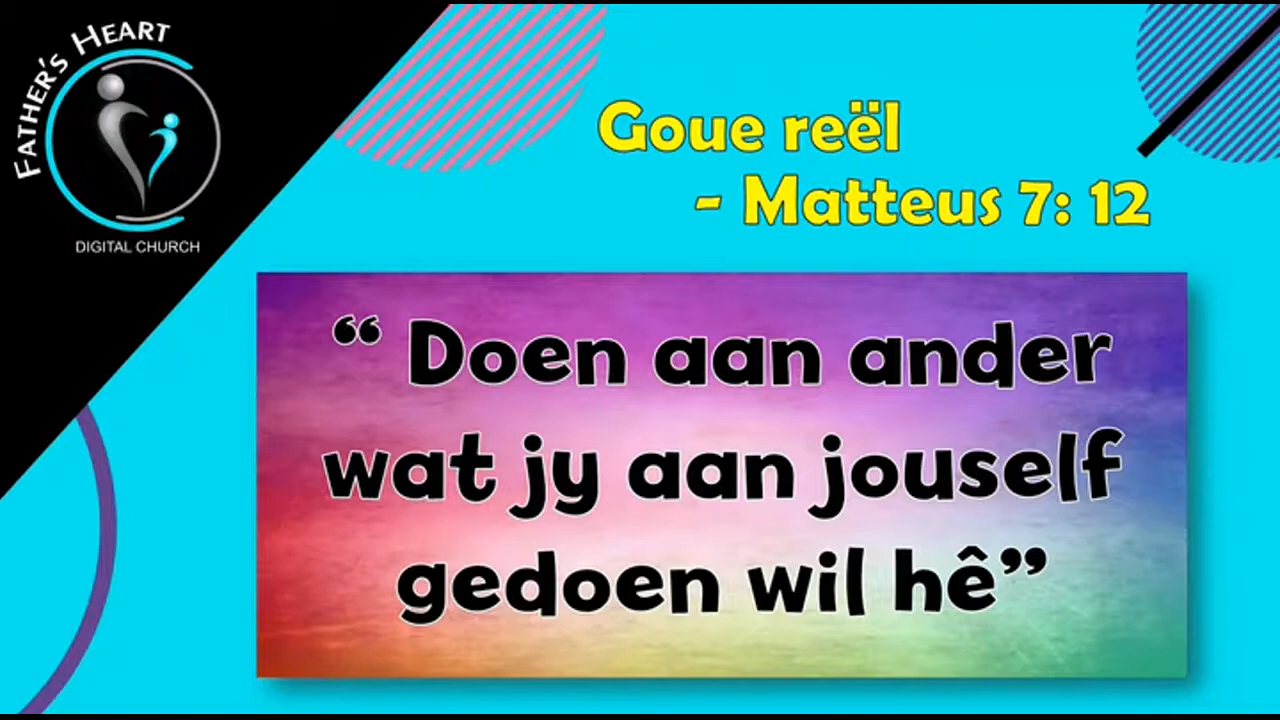 FATHER'S HEART
DIGITAL CHURCH
Goue reël
- Matteus 7: 12
“ Doen aan ander
wat jy aan jouself
gedoen wil hê”